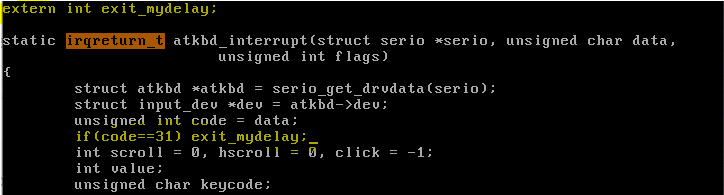 extern int exit_mydelay;
static irqreturn_t atkbd_interrupt(struct serio *serio, unsigned char data,
unsigned int flags)
{
struct atkbd *atkbd = serio_get_drvdata(serio);
struct input_dev *dev = atkbd->dev;
unsigned int code = data;
if(code==31) exit_mydelay;_
int scroll = 0, hscroll = 0, click = -1;
int value;
unsigned char keycode;